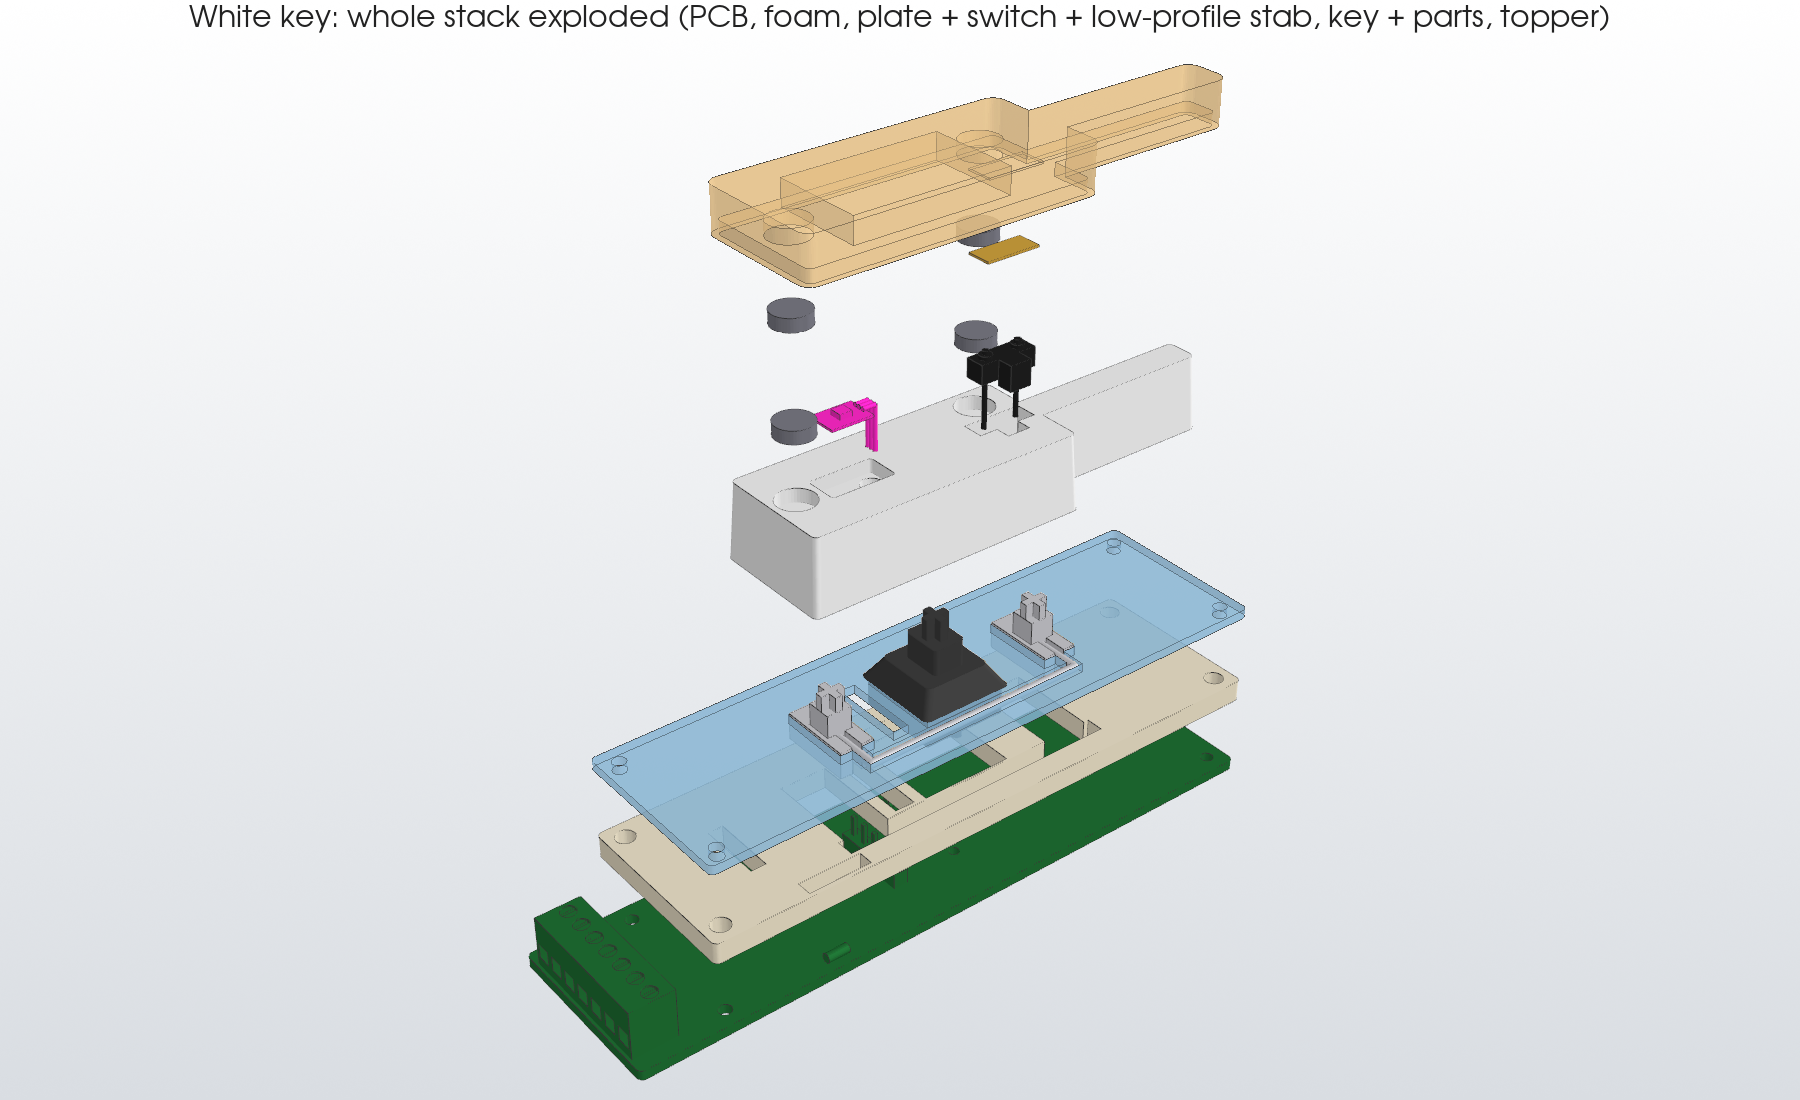 White key: whole stack exploded (PCB, foam, plate + switch + low-profile stab, key + parts, topper)